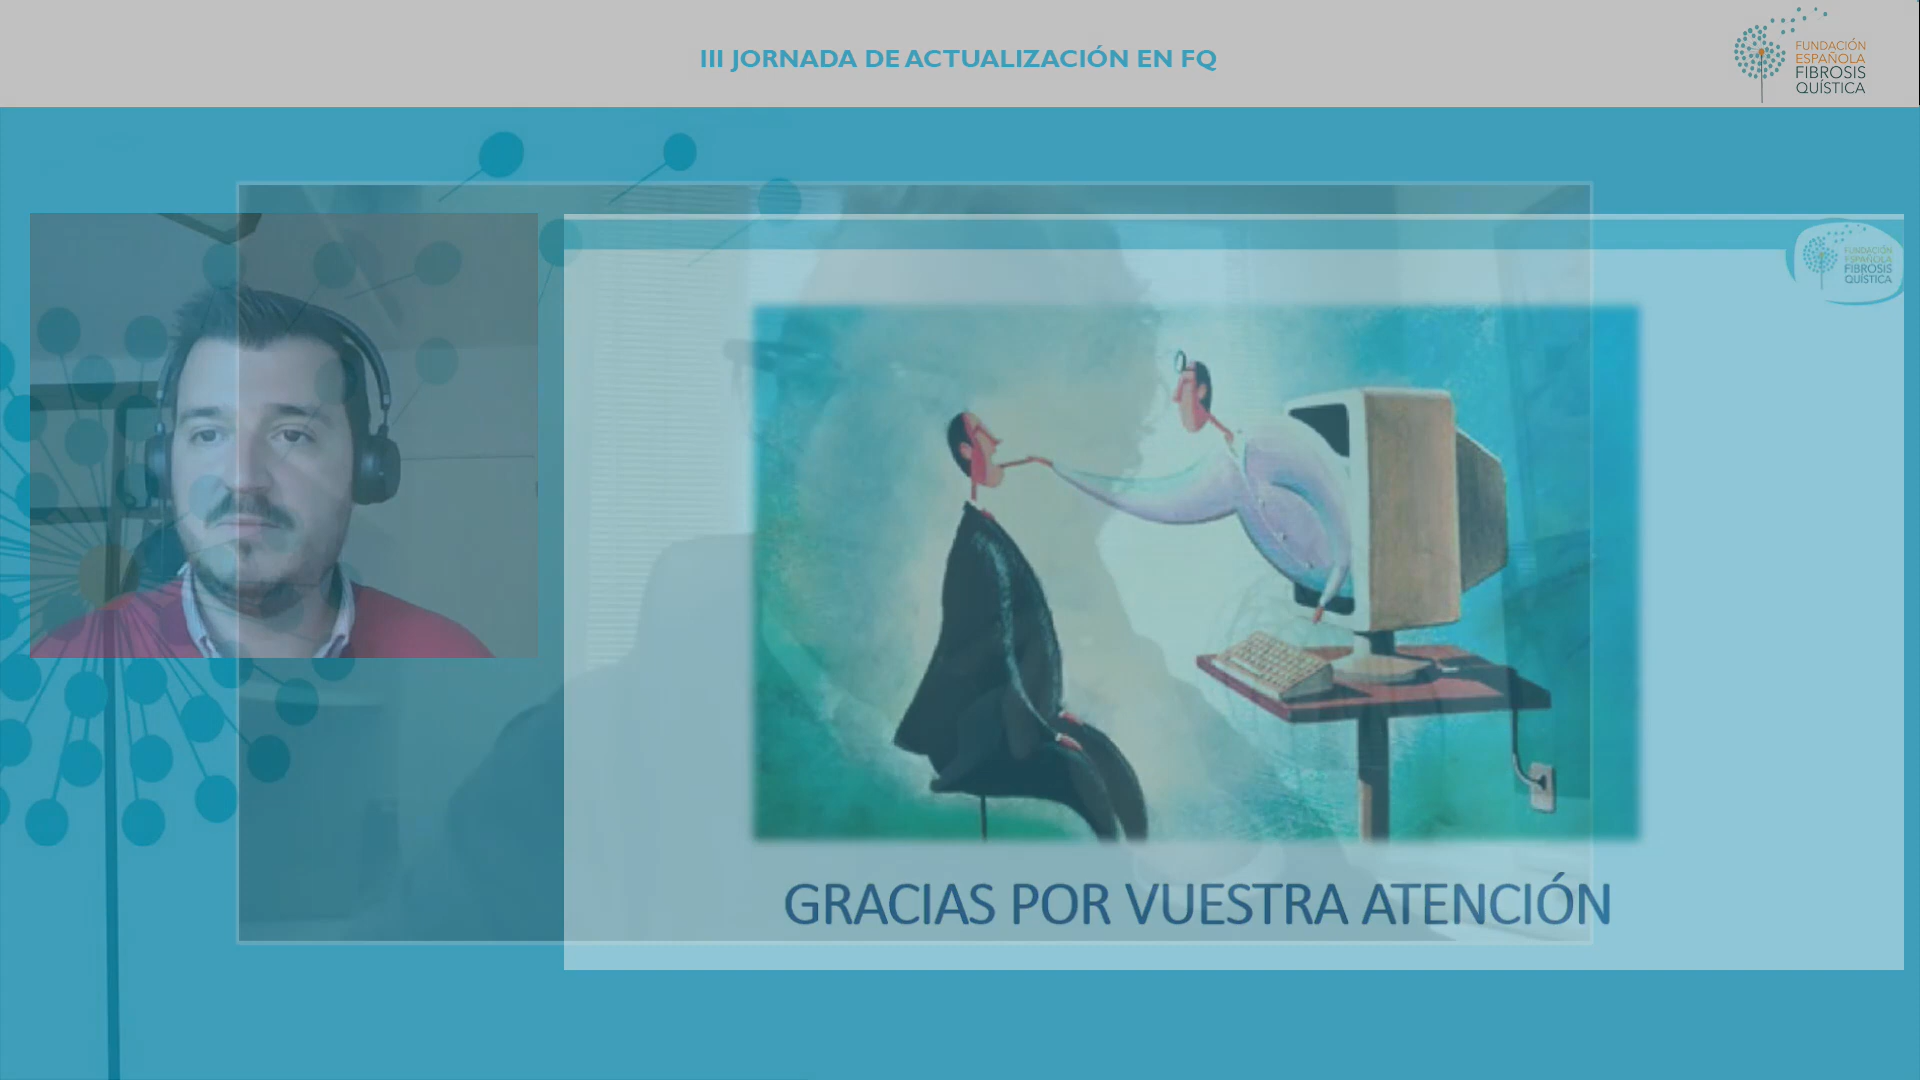 III JORNADA DE ACTUALIZACIÓN EN FQ
FUNDACIÓN
ESPAÑOLA
FIBROSIS
QUÍSTICA
FUNDACIÓN
ESPAÑOLA
FIBROSIS
QUÍSTICA
GRACIAS POR VUESTRA ATENCIÓN